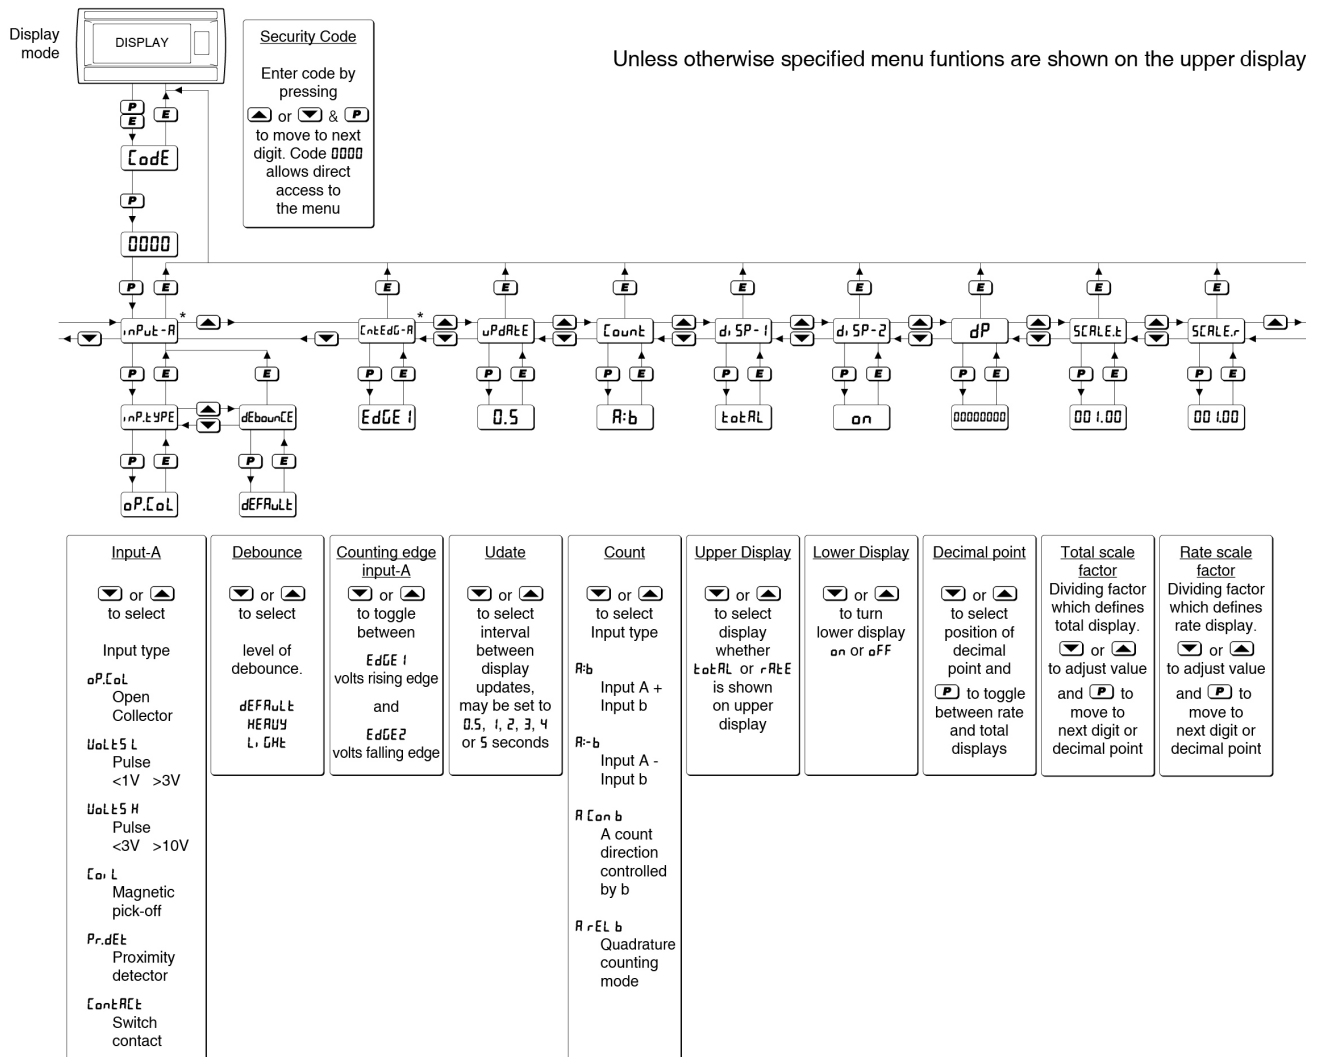 Display
mode
DISPLAY
Security Code
Enter code by
pressing
or & P
to move to next
digit. Code 0000
allows direct
access to
the menu
Unless otherwise specified menu funtions are shown on the upper display
P
E
E
CodE
P
0000
P E E E E E E E E E
inPut-A * CntEdG-A * uPdAtE Count diSP-1 diSP-2 dP SCALE.t SCALE.r
P E E P E P E P E P E P E P E P E P E
inP.tYPE dEbounCE EdGE 1 0.5 A:b totAL on 00000000 001.00 001.00
P E P E
oP.CoL dEFAuLt
Input-A
or
to select
Input type
oP.CoL
Open
Collector
VoLtS L
Pulse
<1V >3V
VoLtS H
Pulse
<3V >10V
Coi L
Magnetic
pick-off
Pr.dEt
Proximity
detector
ContACt
Switch
contact
Debounce
or
to select
level of
debounce.
dEFAuLt
HEAVY
Li GHt
Counting edge
input-A
or
to toggle
between
EdGE 1
volts rising edge
and
EdGE2
volts falling edge
Udate
or
to select
interval
between
display
updates,
may be set to
0.5, 1, 2, 3, 4
or 5 seconds
Count
or
to select
Input type
A:b
Input A +
Input b
A:-b
Input A -
Input b
A Con b
A count
direction
controlled
by b
A rEL b
Quadrature
counting
mode
Upper Display
or
to select
display
whether
totAL or rAtE
is shown
on upper
display
Lower Display
or
to turn
lower display
on or oFF
Decimal point
or
to select
position of
decimal
point and
P to toggle
between rate
and total
displays
Total scale
factor
Dividing factor
which defines
total display.
or
to adjust value
and P to
move to
next digit or
decimal point
Rate scale
factor
Dividing factor
which defines
rate display.
or
to adjust value
and P to
move to
next digit or
decimal point